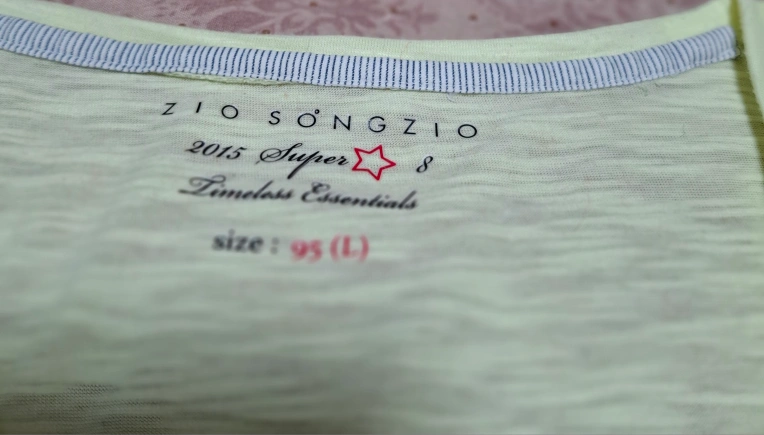 ZIO SONGZIO
2015 Super☆ 8
Timeless Essentials
size : 95 (L)